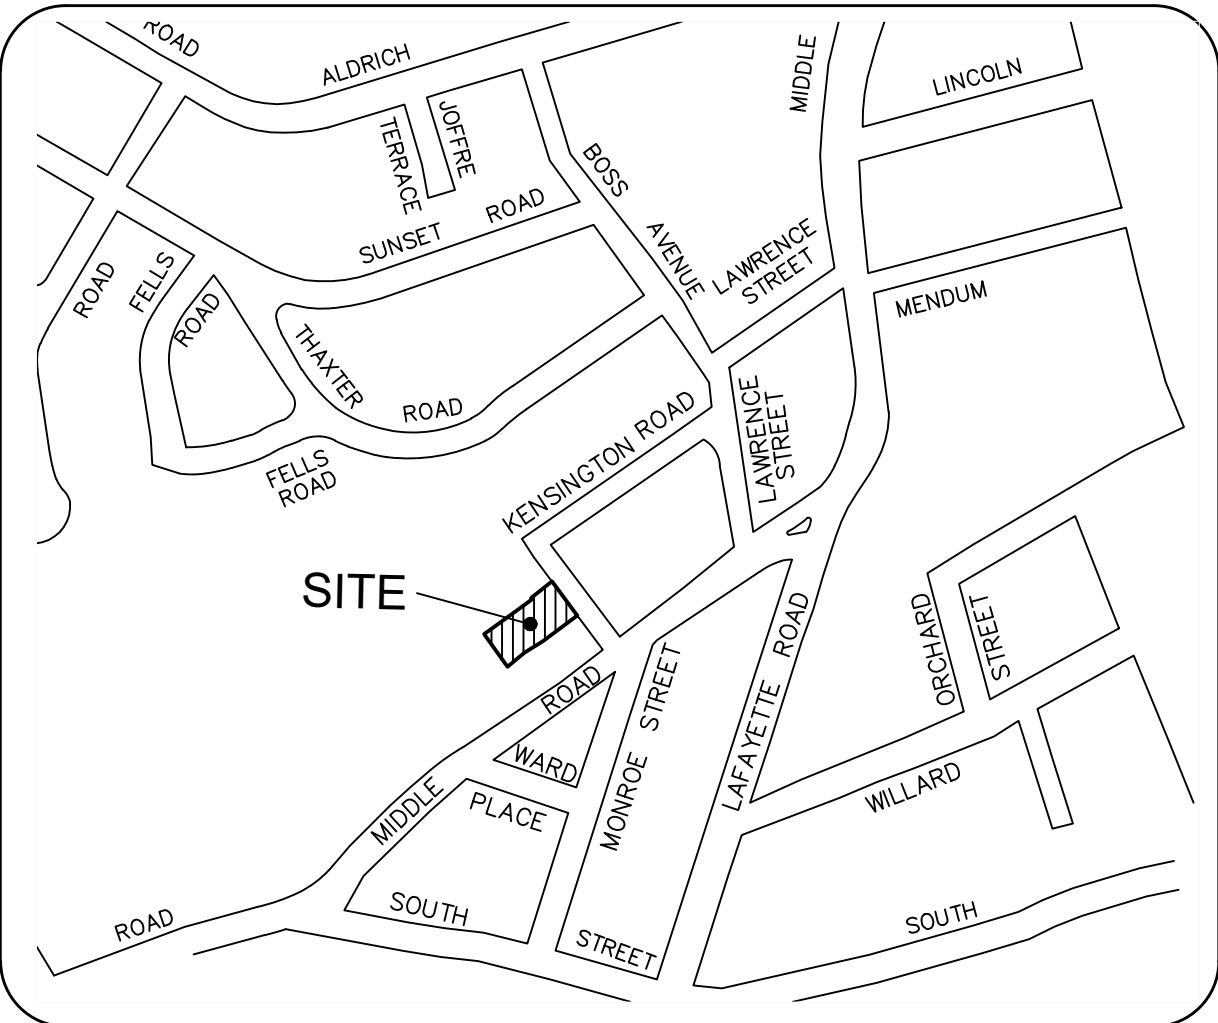 ROAD
ALDRICH
MIDDLE
LINCOLN
TERRACE
JOFFRE
BOSS
AVENUE
SUNSET ROAD
LAWRENCE
STREET
ROAD
FELLS
ROAD
MENDUM
THAXTER
ROAD
LAWRENCE
STREET
KENSINGTON ROAD
FELLS
ROAD
SITE
ORCHARD
STREET
LAFAYETTE ROAD
MONROE STREET
ROAD
WARD
PLACE
MIDDLE
WILLARD
ROAD
SOUTH
STREET
SOUTH